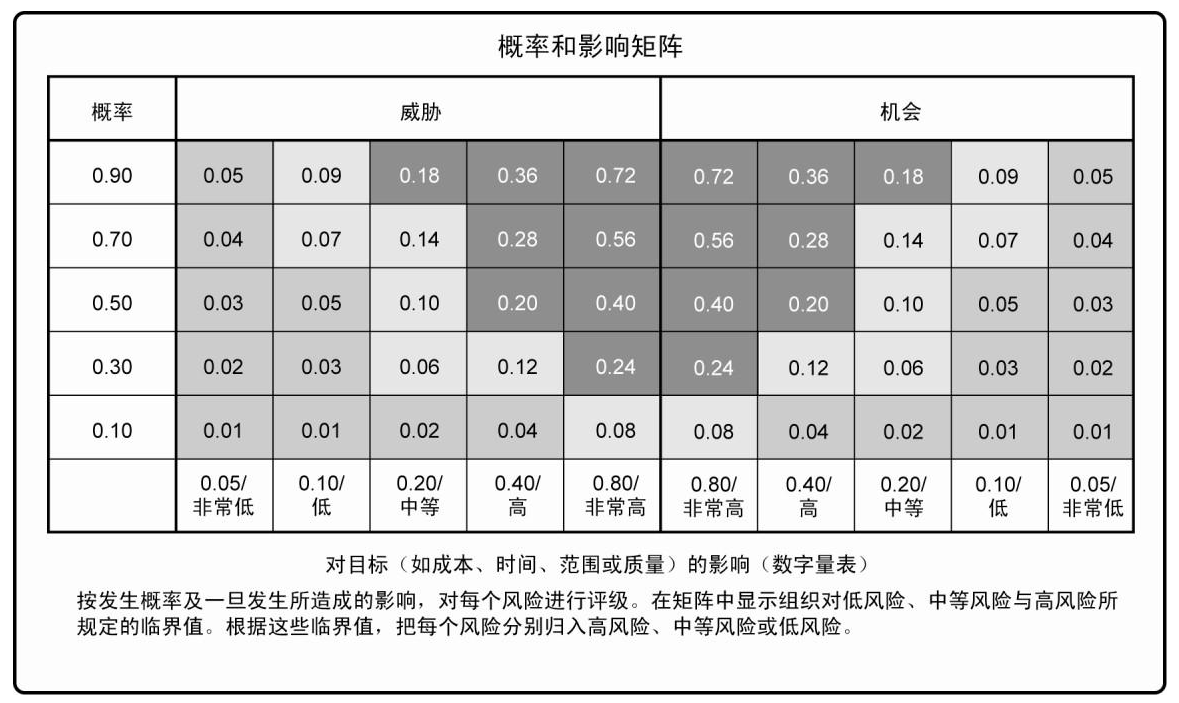 概率和影响矩阵
概率 威胁 机会
0.90 0.05 0.09 0.18 0.36 0.72 0.72 0.36 0.18 0.09 0.05
0.70 0.04 0.07 0.14 0.28 0.56 0.56 0.28 0.14 0.07 0.04
0.50 0.03 0.05 0.10 0.20 0.40 0.40 0.20 0.10 0.05 0.03
0.30 0.02 0.03 0.06 0.12 0.24 0.24 0.12 0.06 0.03 0.02
0.10 0.01 0.01 0.02 0.04 0.08 0.08 0.04 0.02 0.01 0.01
0.05/ 0.10/ 0.20/ 0.40/ 0.80/ 0.80/ 0.40/ 0.20/ 0.10/ 0.05/
非常低 低 中等 高 非常高 非常高 高 中等 低 非常低
对目标（如成本、时间、范围或质量）的影响（数字量表）
按发生概率及一旦发生所造成的影响，对每个风险进行评级。在矩阵中显示组织对低风险、中等风险与高风险所
规定的临界值。根据这些临界值，把每个风险分别归入高风险、中等风险或低风险。